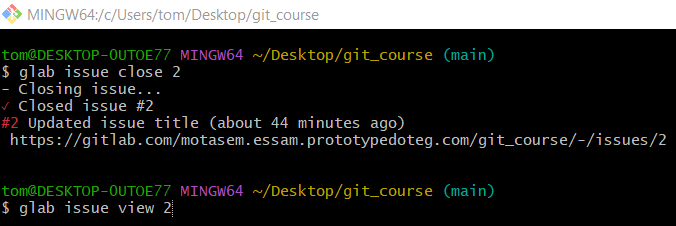 MINGW64:/c/Users/tom/Desktop/git_course
tom@DESKTOP-OUTOE77 MINGW64 ~/Desktop/git_course (main)
$ glab issue close 2
- Closing issue...
✓ Closed issue #2
#2 Updated issue title (about 44 minutes ago)
https://gitlab.com/motasem.essam.prototypedoteg.com/git_course/-/issues/2
tom@DESKTOP-OUTOE77 MINGW64 ~/Desktop/git_course (main)
$ glab issue view 2